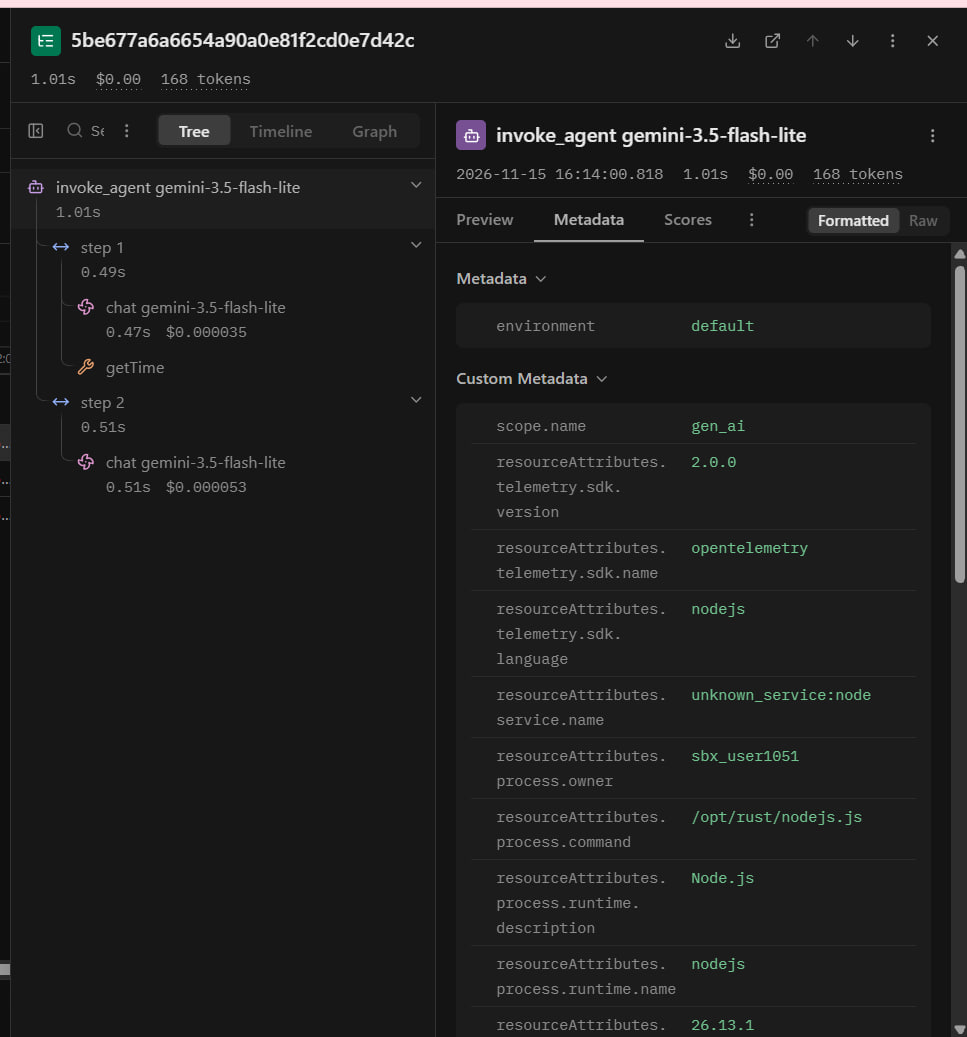 5be677a6a6654a90a0e81f2cd0e7d42c
1.01s $0.00 168 tokens
Se
Tree Timeline Graph
invoke_agent gemini-3.5-flash-lite
1.01s
step 1
0.49s
chat gemini-3.5-flash-lite
0.47s $0.000035
getTime
step 2
0.51s
chat gemini-3.5-flash-lite
0.51s $0.000053
invoke_agent gemini-3.5-flash-lite
2026-11-15 16:14:00.818 1.01s $0.00 168 tokens
Preview Metadata Scores Formatted Raw
Metadata
environment default
Custom Metadata
scope.name gen_ai
resourceAttributes. 2.0.0
telemetry.sdk.
version
resourceAttributes. opentelemetry
telemetry.sdk.name
resourceAttributes. nodejs
telemetry.sdk.
language
resourceAttributes. unknown_service:node
service.name
resourceAttributes. sbx_user1051
process.owner
resourceAttributes. /opt/rust/nodejs.js
process.command
resourceAttributes. Node.js
process.runtime.
description
resourceAttributes. nodejs
process.runtime.name
resourceAttributes. 26.13.1